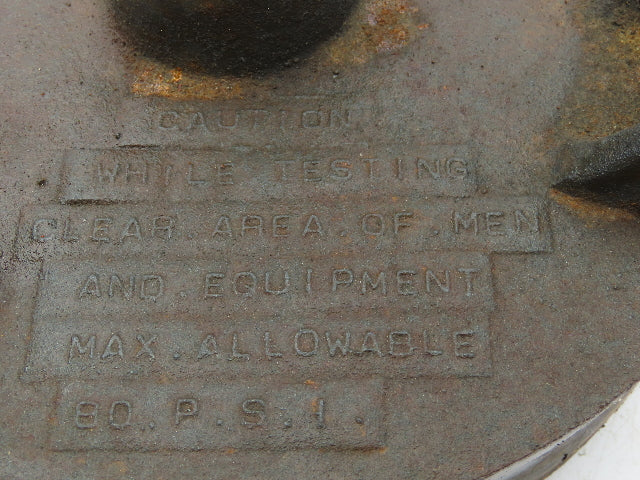 CAUTION
WHILE TESTING
CLEAR.AREA.OF.MEN
AND.EQUIPMENT
MAX.ALLOWABLE
80.P.S.I.